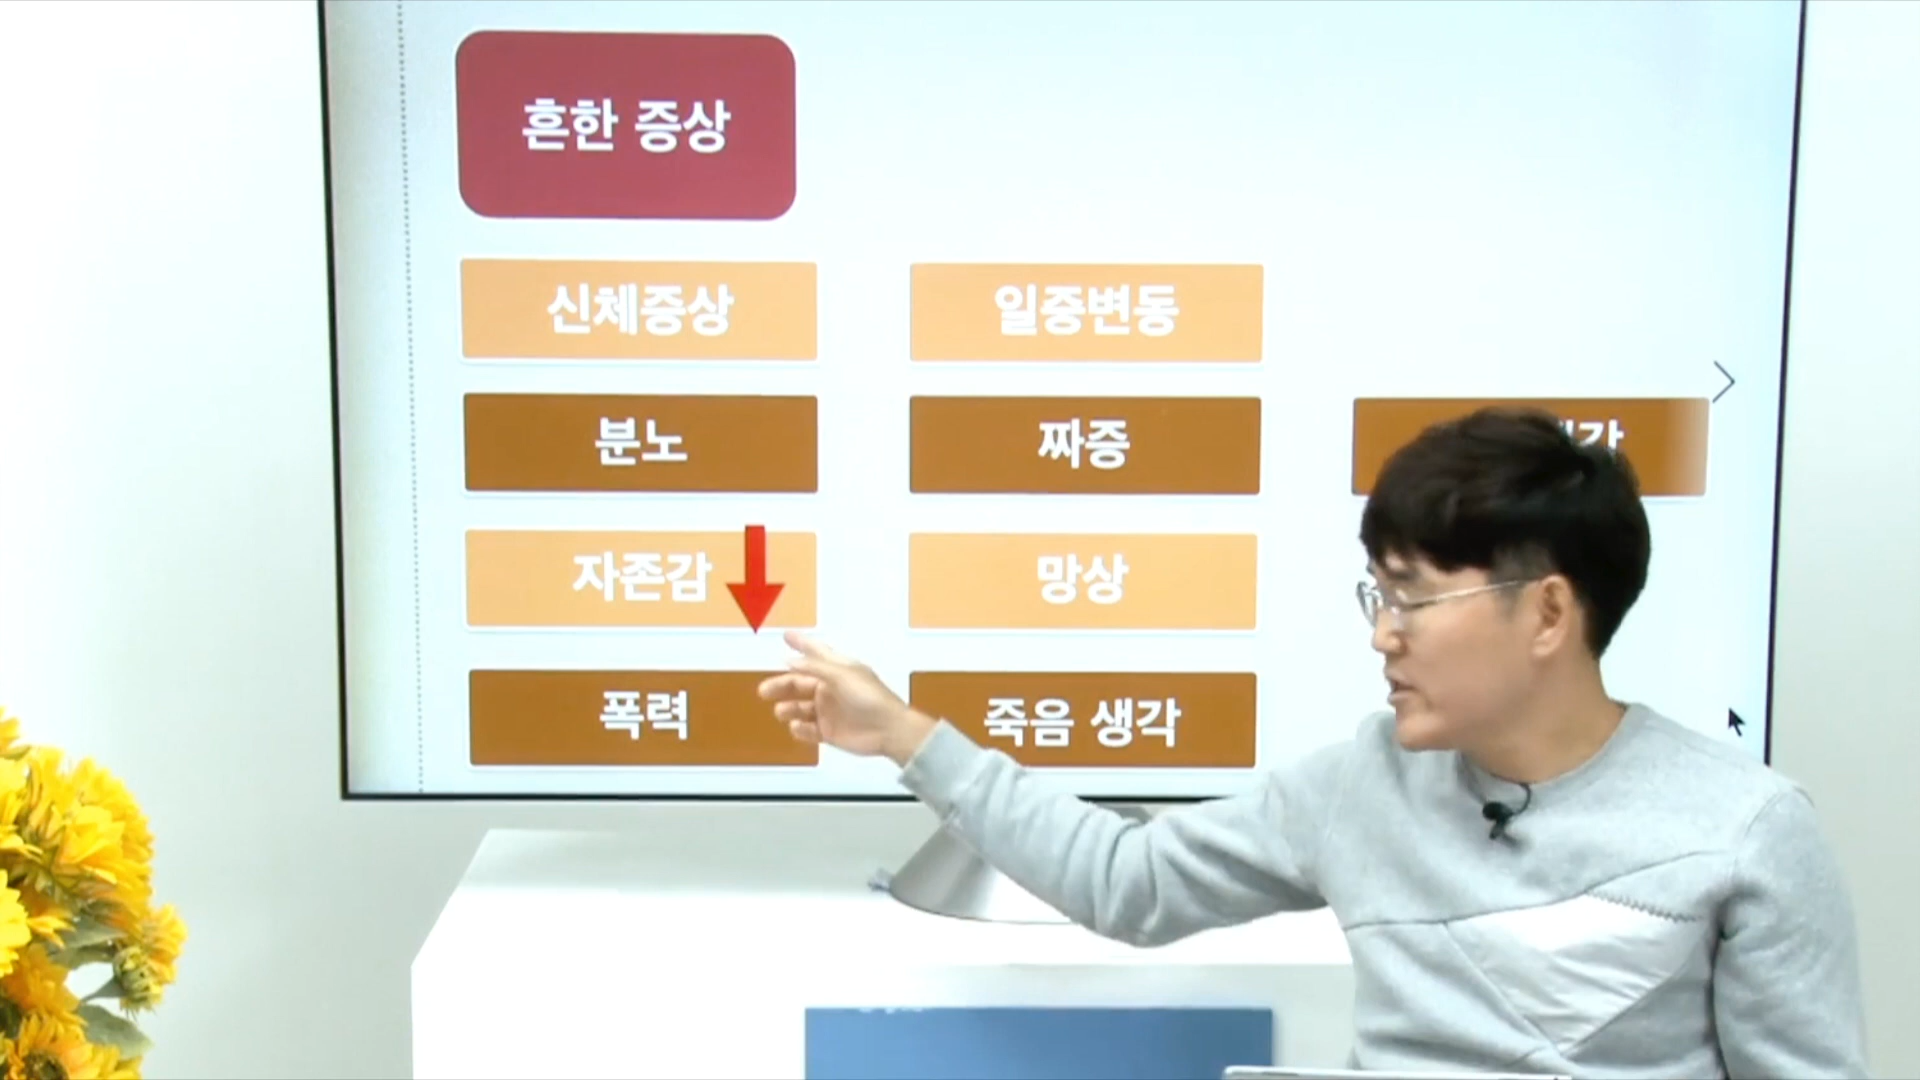 흔한 증상
신체증상
일중변동
분노
짜증
자존감
망상
폭력
죽음 생각